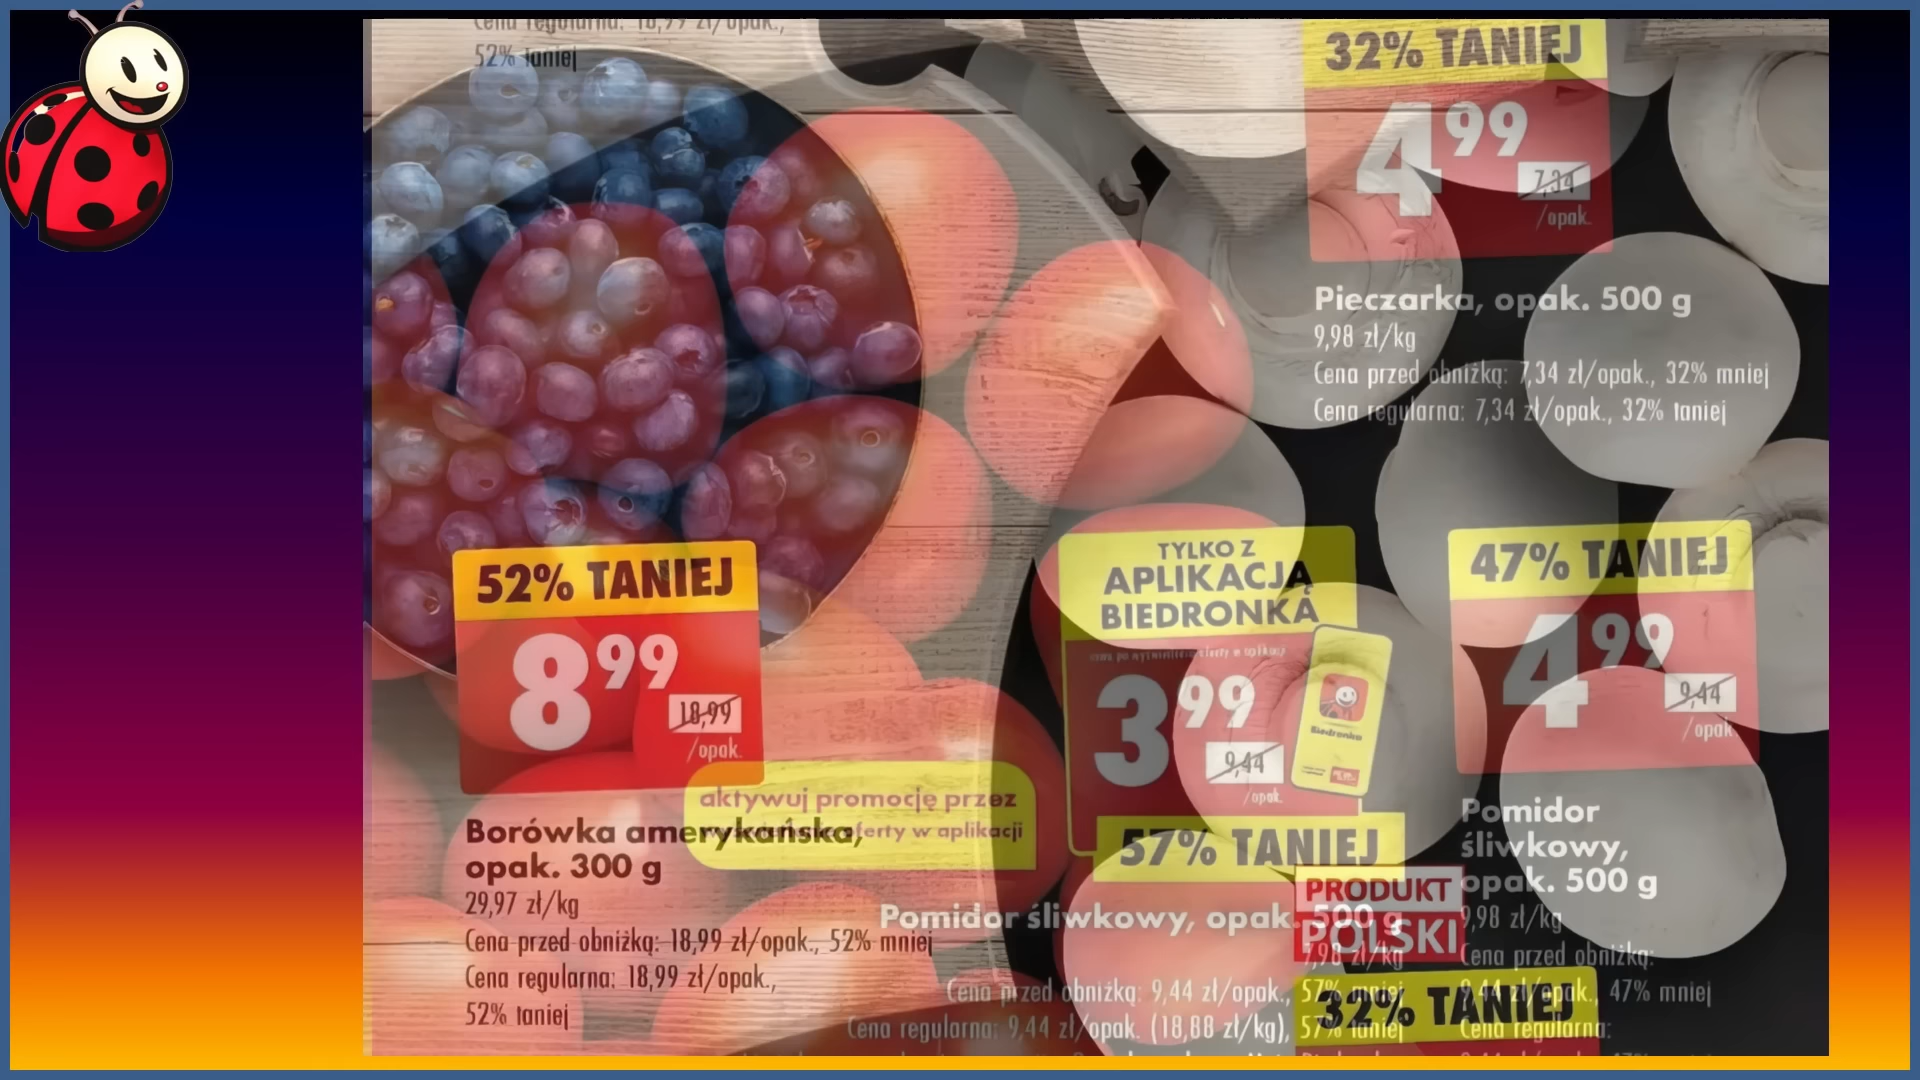 Cena regularna: 18,99 zł/opak.,
52% taniej
32% TANIEJ
4 99
7,34
/opak.
Pieczarka, opak. 500 g
9,98 zł/kg
Cena przed obniżką: 7,34 zł/opak., 32% mniej
Cena regularna: 7,34 zł/opak., 32% taniej
52% TANIEJ
8 99
18,99
/opak.
Borówka amerykańska,
opak. 300 g
29,97 zł/kg
Cena przed obniżką: 18,99 zł/opak., 52% mniej
Cena regularna: 18,99 zł/opak.,
52% taniej
aktywuj promocję przez
oferty w aplikacji
TYLKO Z
APLIKACJĄ
BIEDRONKA
3 99
9,44
/opak.
Biedronka
57% TANIEJ
Pomidor śliwkowy, opak. 500 g
7,98 zł/kg
Cena przed obniżką: 9,44 zł/opak., 57% mniej
Cena regularna: 9,44 zł/opak. (18,88 zł/kg), 57% taniej
PRODUKT
POLSKI
32% TANIEJ
47% TANIEJ
4 99
9,44
/opak
Pomidor
śliwkowy,
opak. 500 g
9,98 zł/kg
Cena przed obniżką:
9,44 zł/opak., 47% mniej
Cena regularna: